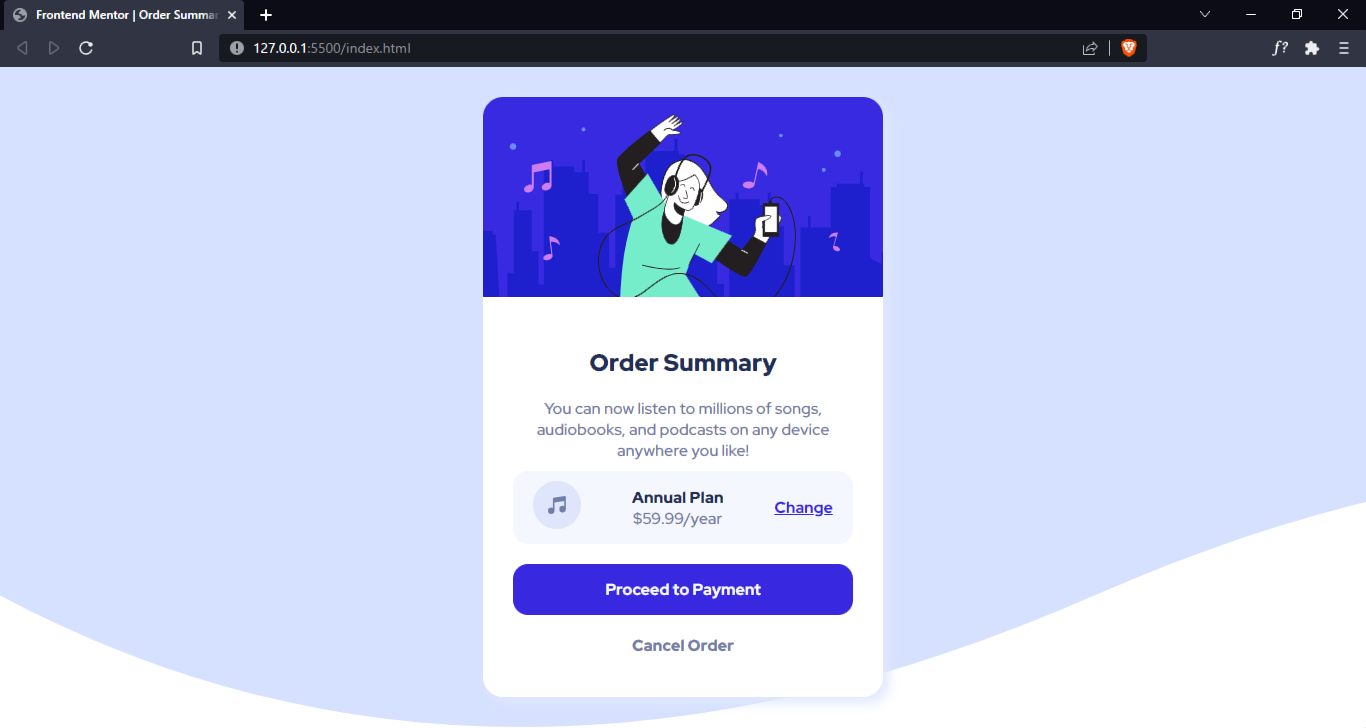 Frontend Mentor | Order Summar
127.0.0.1:5500/index.html
f?
Order Summary
You can now listen to millions of songs,
audiobooks, and podcasts on any device
anywhere you like!
Annual Plan
$59.99/year
Change
Proceed to Payment
Cancel Order